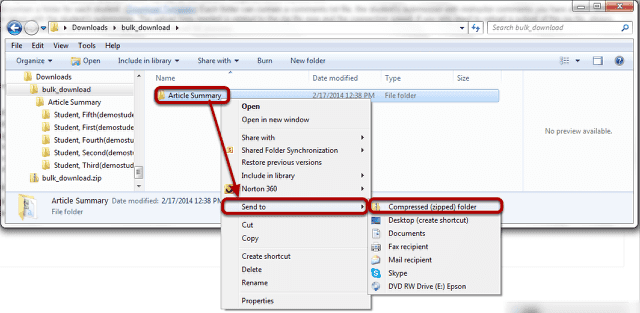 Downloads ▸ bulk_download ▸
Search bulk_download
File Edit View Tools Help
Organize Open Include in library Share with Burn New folder
Name Date modified Type Size
Downloads
bulk_download
Article Summary
Student, First(demostude
Student, Fourth(demostu
Student, Second(demostu
Student, Third(demostud
bulk_download.zip
Article Summary 2/17/2014 12:38 PM File folder
No preview available.
Open
Open in new window
Share with
Shared Folder Synchronization
Restore previous versions
Include in library
Norton 360
Send to
Cut
Copy
Create shortcut
Delete
Rename
Properties
Compressed (zipped) folder
Desktop (create shortcut)
Documents
Fax recipient
Mail recipient
Skype
DVD RW Drive (E:) Epson
Article Summary Date modified: 2/17/2014 12:38 PM
File folder